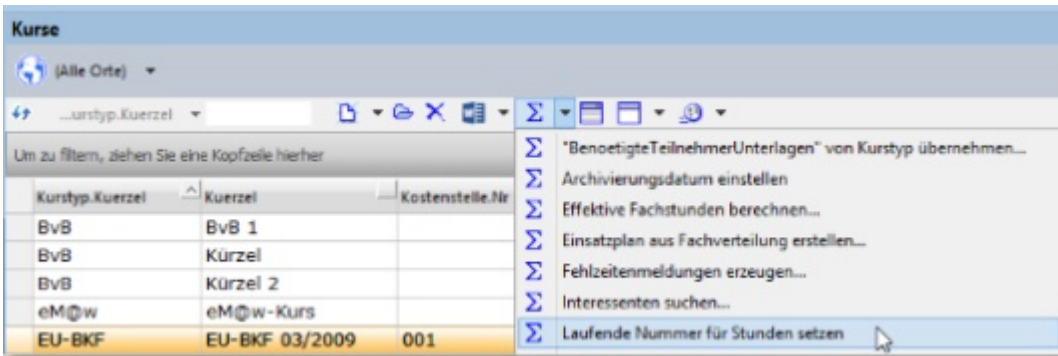 Kurse
(Alle Orte)
...urstyp.Kuerzel
Um zu filtern, ziehen Sie eine Kopfzeile hierher
Kurstyp.Kuerzel Kuerzel Kostenstelle.Nr
BvB BvB 1
BvB Kürzel
BvB Kürzel 2
eM@w eM@w-Kurs
EU-BKF EU-BKF 03/2009 001
Σ
Σ "BenoetigteTeilnehmerUnterlagen" von Kurstyp übernehmen...
Σ Archivierungsdatum einstellen
Σ Effektive Fachstunden berechnen...
Σ Einsatzplan aus Fachverteilung erstellen...
Σ Fehlzeitenmeldungen erzeugen...
Σ Interessenten suchen...
Σ Laufende Nummer für Stunden setzen